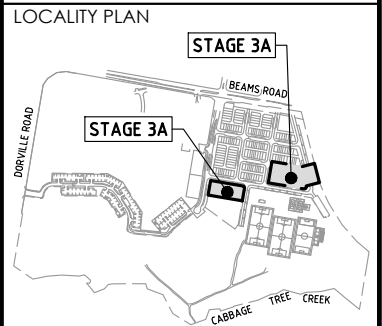 LOCALITY PLAN
STAGE 3A
BEAMS ROAD
DORVILLE ROAD
STAGE 3A
CABBAGE TREE CREEK